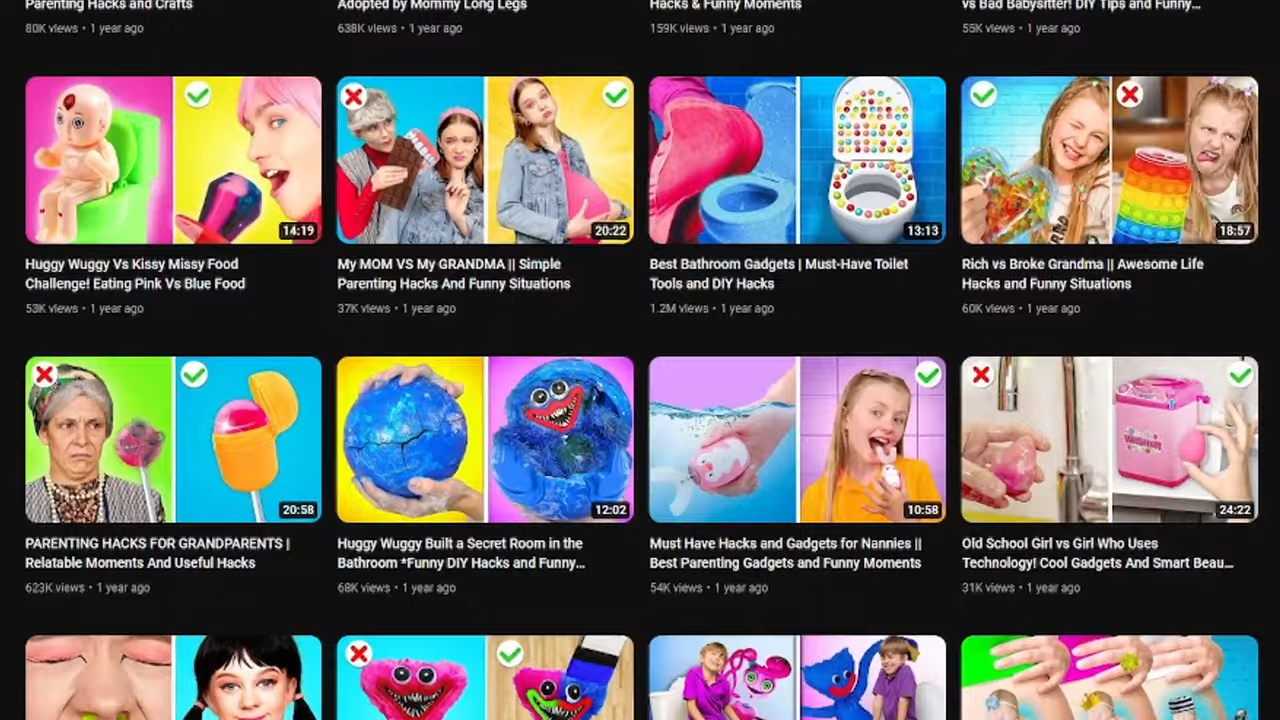 Parenting Hacks and Crafts
80K views • 1 year ago
Adopted by Mommy Long Legs
638K views • 1 year ago
Hacks & Funny Moments
159K views • 1 year ago
vs Bad Babysitter! DIY Tips and Funny...
55K views • 1 year ago
14:19
20:22
13:13
18:57
Huggy Wuggy Vs Kissy Missy Food
Challenge! Eating Pink Vs Blue Food
53K views • 1 year ago
My MOM VS My GRANDMA || Simple
Parenting Hacks And Funny Situations
37K views • 1 year ago
Best Bathroom Gadgets | Must-Have Toilet
Tools and DIY Hacks
1.2M views • 1 year ago
Rich vs Broke Grandma || Awesome Life
Hacks and Funny Situations
60K views • 1 year ago
20:58
12:02
10:58
24:22
PARENTING HACKS FOR GRANDPARENTS |
Relatable Moments And Useful Hacks
623K views • 1 year ago
Huggy Wuggy Built a Secret Room in the
Bathroom *Funny DIY Hacks and Funny...
68K views • 1 year ago
Must Have Hacks and Gadgets for Nannies ||
Best Parenting Gadgets and Funny Moments
54K views • 1 year ago
Old School Girl vs Girl Who Uses
Technology! Cool Gadgets And Smart Beau...
31K views • 1 year ago